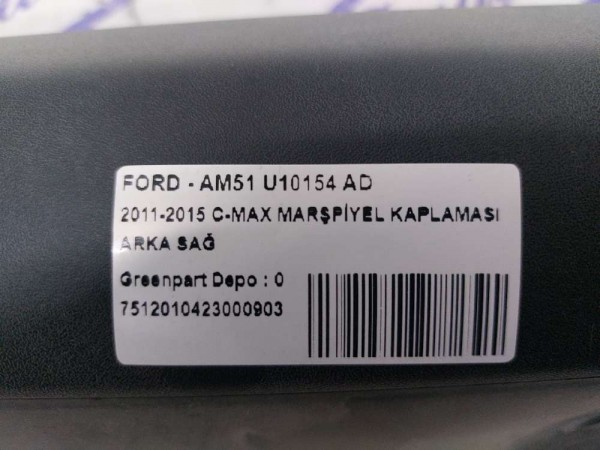 FORD - AM51 U10154 AD
2011-2015 C-MAX MARŞPİYEL KAPLAMASI
ARKA SAĞ
Greenpart Depo : 0
7512010423000903